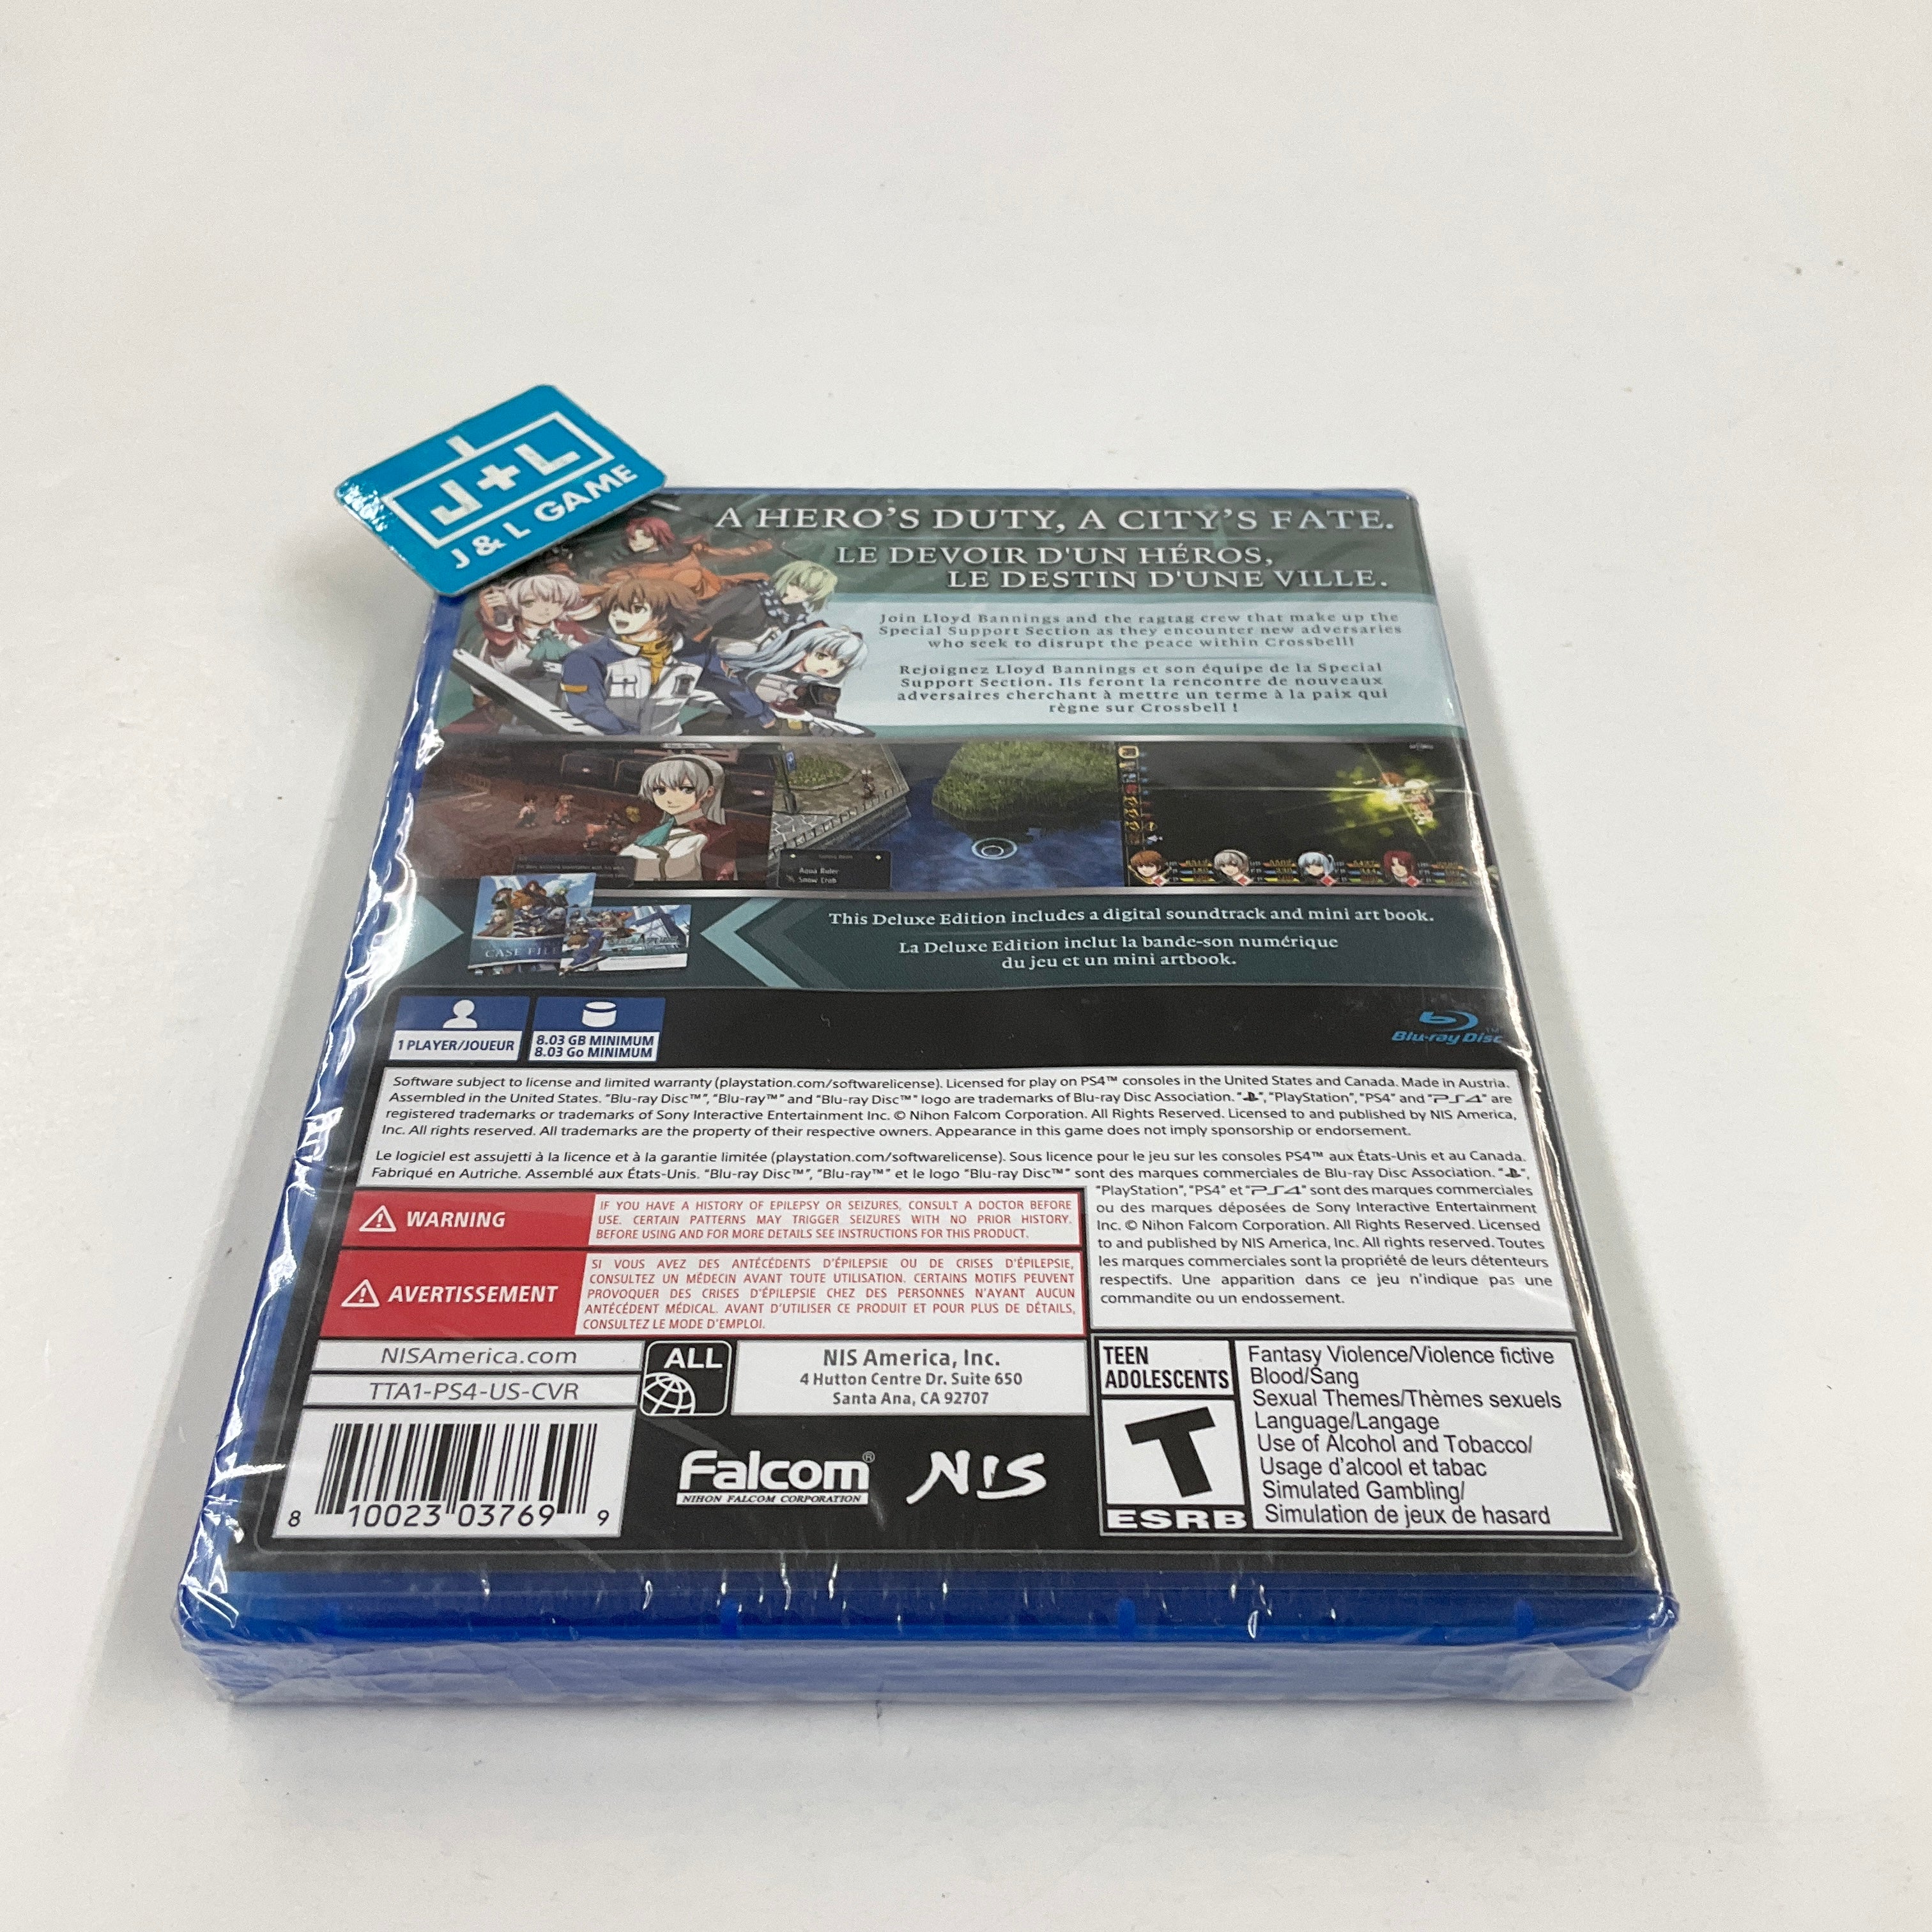 J+L
J & L GAME
A HERO'S DUTY, A CITY'S FATE.
LE DEVOIR D'UN HÉROS,
LE DESTIN D'UNE VILLE.
Join Lloyd Bannings and the ragtag crew that make up the
Special Support Section as they encounter new adversaries
who seek to disrupt the peace within Crossbell!
Rejoignez Lloyd Bannings et son équipe de la Special
Support Section. Ils feront la rencontre de nouveaux
adversaires cherchant à mettre un terme à la paix qui
règne sur Crossbell !
Aqua Ruler
Snow Crab
CASE FILE
This Deluxe Edition includes a digital soundtrack and mini art book.
La Deluxe Edition inclut la bande-son numérique
du jeu et un mini artbook.
1 PLAYER/JOUEUR
8.03 GB MINIMUM
8.03 Go MINIMUM
Blu-ray Disc™
Software subject to license and limited warranty (playstation.com/softwarelicense). Licensed for play on PS4™ consoles in the United States and Canada. Made in Austria.
Assembled in the United States. "Blu-ray Disc™", "Blu-ray™" and "Blu-ray Disc™" logo are trademarks of Blu-ray Disc Association. "", "PlayStation", "PS4" and "PS4" are
registered trademarks or trademarks of Sony Interactive Entertainment Inc. © Nihon Falcom Corporation. All Rights Reserved. Licensed to and published by NIS America,
Inc. All rights reserved. All trademarks are the property of their respective owners. Appearance in this game does not imply sponsorship or endorsement.
Le logiciel est assujetti à la licence et à la garantie limitée (playstation.com/softwarelicense). Sous licence pour le jeu sur les consoles PS4™ aux États-Unis et au Canada.
Fabriqué en Autriche. Assemblé aux États-Unis. "Blu-ray Disc™", "Blu-ray™" et le logo "Blu-ray Disc™" sont des marques commerciales de Blu-ray Disc Association. "",
"PlayStation", "PS4" et "PS4" sont des marques commerciales
ou des marques déposées de Sony Interactive Entertainment
Inc. © Nihon Falcom Corporation. All Rights Reserved. Licensed
to and published by NIS America, Inc. All rights reserved. Toutes
les marques commerciales sont la propriété de leurs détenteurs
respectifs. Une apparition dans ce jeu n'indique pas une
commandite ou un endossement.
WARNING
IF YOU HAVE A HISTORY OF EPILEPSY OR SEIZURES, CONSULT A DOCTOR BEFORE
USE. CERTAIN PATTERNS MAY TRIGGER SEIZURES WITH NO PRIOR HISTORY.
BEFORE USING AND FOR MORE DETAILS SEE INSTRUCTIONS FOR THIS PRODUCT.
AVERTISSEMENT
SI VOUS AVEZ DES ANTÉCÉDENTS D'ÉPILEPSIE OU DE CRISES D'ÉPILEPSIE,
CONSULTEZ UN MÉDECIN AVANT TOUTE UTILISATION. CERTAINS MOTIFS PEUVENT
PROVOQUER DES CRISES D'ÉPILEPSIE CHEZ DES PERSONNES N'AYANT AUCUN
ANTÉCÉDENT MÉDICAL. AVANT D'UTILISER CE PRODUIT ET POUR PLUS DE DÉTAILS,
CONSULTEZ LE MODE D'EMPLOI.
NISAmerica.com
TTA1-PS4-US-CVR
ALL
NIS America, Inc.
4 Hutton Centre Dr. Suite 650
Santa Ana, CA 92707
8 10023 03769 9
Falcom®
NIHON FALCOM CORPORATION
NIS
TEEN
ADOLESCENTS
T
ESRB
Fantasy Violence/Violence fictive
Blood/Sang
Sexual Themes/Thèmes sexuels
Language/Langage
Use of Alcohol and Tobacco/
Usage d'alcool et tabac
Simulated Gambling/
Simulation de jeux de hasard